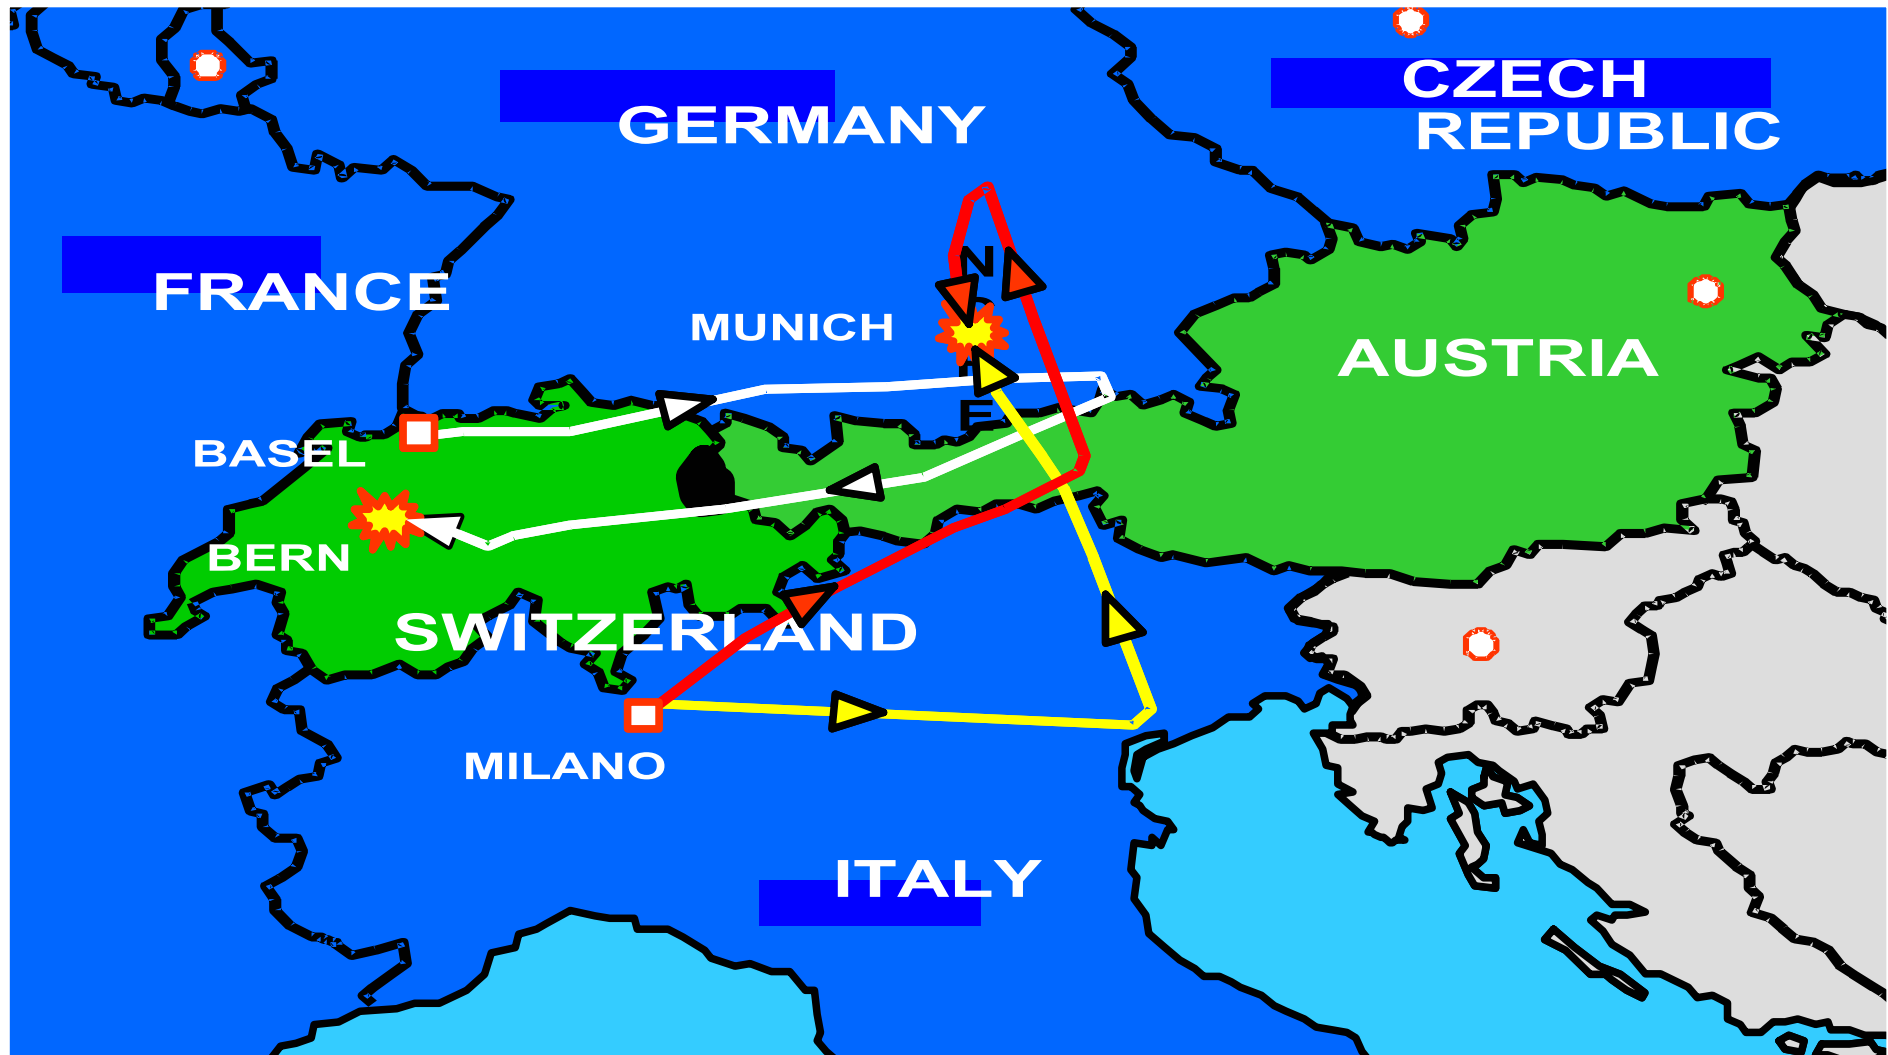 CZECH
REPUBLIC
GERMANY
FRANCE
N
MUNICH
AUSTRIA
E
BASEL
BERN
SWITZERLAND
MILANO
ITALY